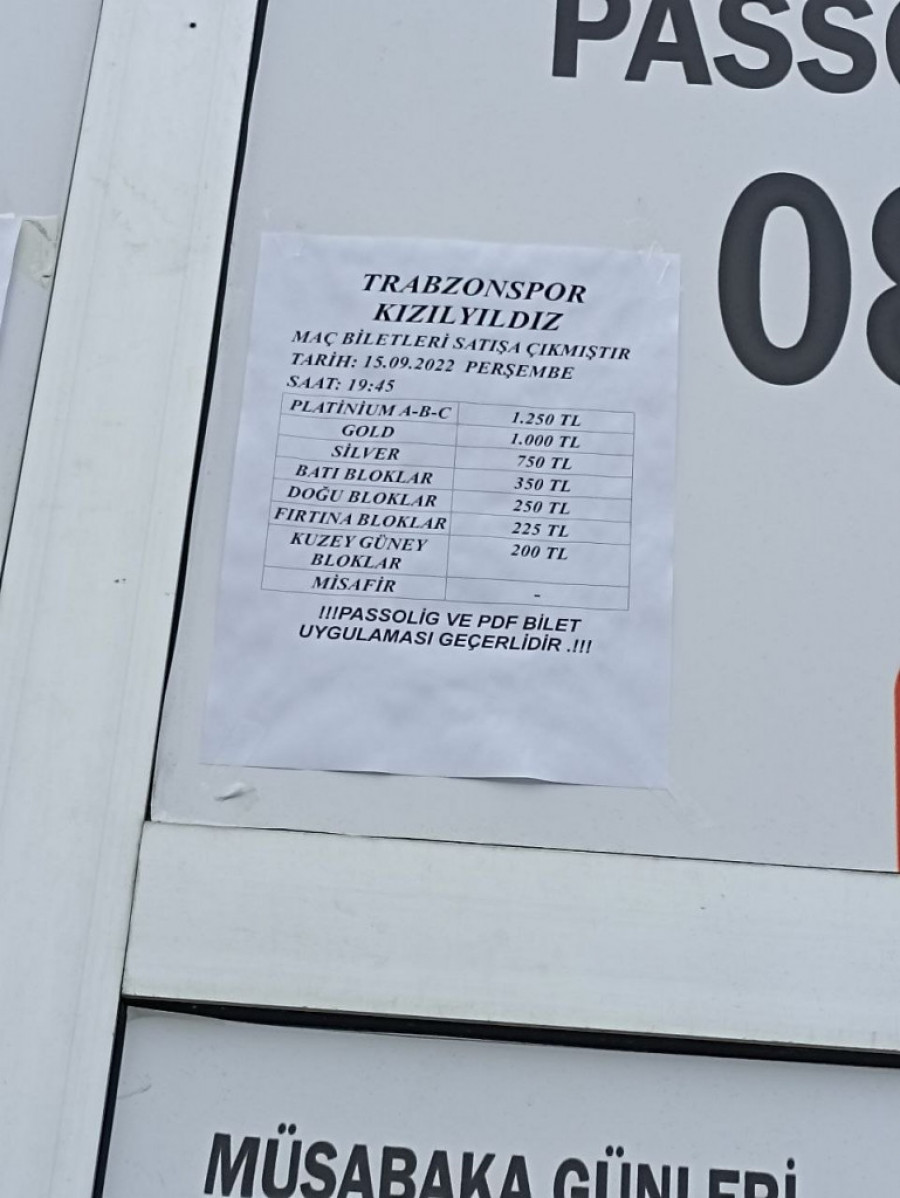 PASSO
08
TRABZONSPOR
KIZILYILDIZ
MAÇ BİLETLERİ SATIŞA ÇIKMIŞTIR
TARİH: 15.09.2022 PERŞEMBE
SAAT: 19:45
PLATİNİUM A-B-C 1.250 TL
GOLD 1.000 TL
SİLVER 750 TL
BATI BLOKLAR 350 TL
DOĞU BLOKLAR 250 TL
FIRTINA BLOKLAR 225 TL
KUZEY GÜNEY 200 TL
BLOKLAR
MİSAFİR -
!!!PASSOLİG VE PDF BİLET
UYGULAMASI GEÇERLİDİR .!!!
MÜSABAKA GÜNLERİ